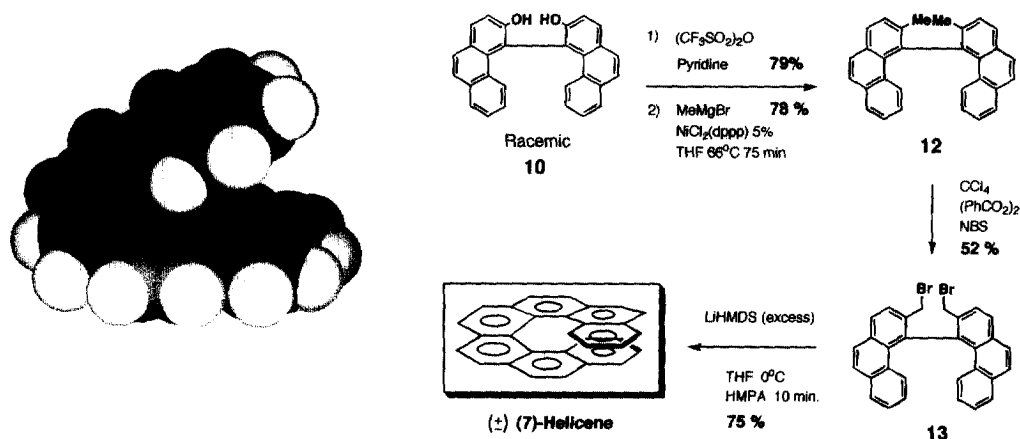 OH HO
1) (CF₃SO₂)₂O
Pyridine 79%
2) MeMgBr 78 %
NiCl₂(dppp) 5%
THF 66°C 75 min
Racemic
10
MeMe
12
CCl₄
(PhCO₂)₂
NBS
52 %
Br Br
13
LiHMDS (excess)
THF 0°C
HMPA 10 min.
75 %
(±) (7)-Helicene